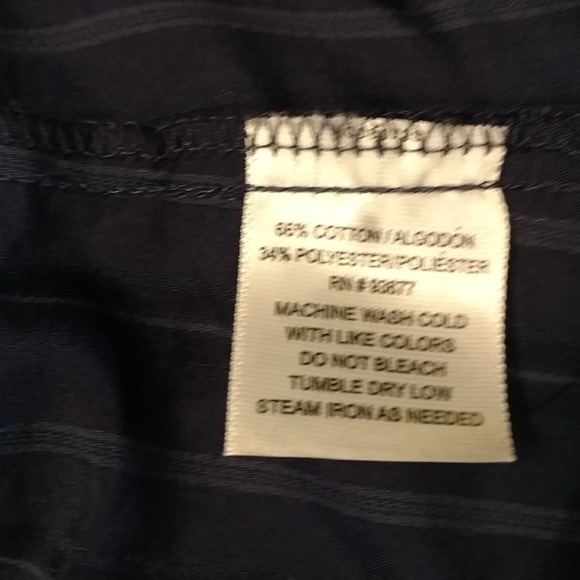 66% COTTON/ALGODÓN
34% POLYESTER/POLIÉSTER
RN # 93677
MACHINE WASH COLD
WITH LIKE COLORS
DO NOT BLEACH
TUMBLE DRY LOW
STEAM IRON AS NEEDED